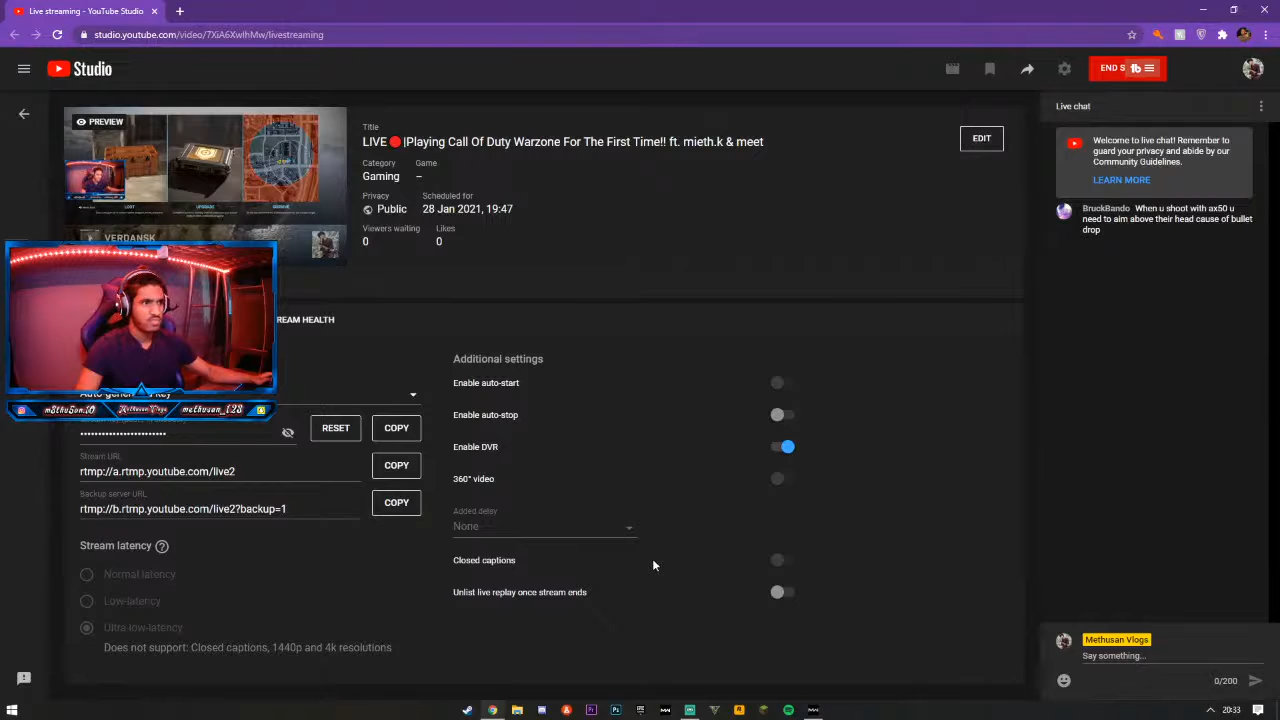 Live streaming - YouTube Studio
studio.youtube.com/video/7XiA6XwIhMw/livestreaming
Studio
END S
PREVIEW
VERDANSK
Title
LIVE🔴|Playing Call Of Duty Warzone For The First Time!! ft. mieth.k & meet
EDIT
Category
Game
Gaming
–
Privacy
Scheduled for
Public
28 Jan 2021, 19:47
Viewers waiting
Likes
0
0
REAM HEALTH
Auto gener
RESET
COPY
Stream URL
rtmp://a.rtmp.youtube.com/live2
COPY
Backup server URL
rtmp://b.rtmp.youtube.com/live2?backup=1
COPY
Stream latency
Normal latency
Low-latency
Ultra-low-latency
Does not support: Closed captions, 1440p and 4k resolutions
Additional settings
Enable auto-start
Enable auto-stop
Enable DVR
360° video
Added delay
None
Closed captions
Unlist live replay once stream ends
Live chat
Welcome to live chat! Remember to
guard your privacy and abide by our
Community Guidelines.
LEARN MORE
BruckBando When u shoot with ax50 u
need to aim above their head cause of bullet
drop
Methusan Vlogs
Say something...
0/200
m8thu5an.10
Methusan Vlogs
methusan_t28
20:33